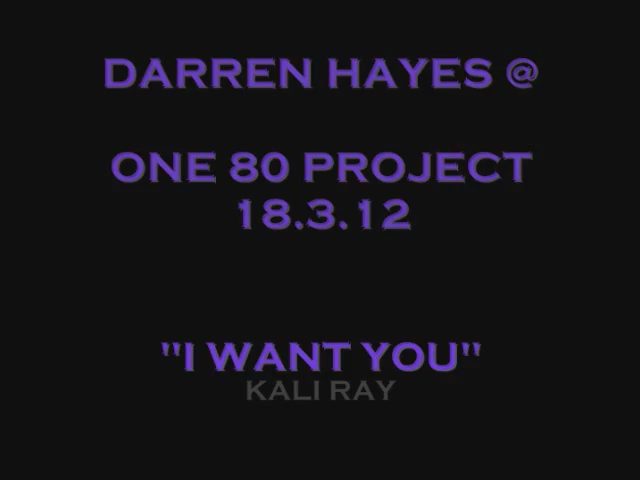 DARREN HAYES @
ONE 80 PROJECT
18.3.12
"I WANT YOU"
KALI RAY